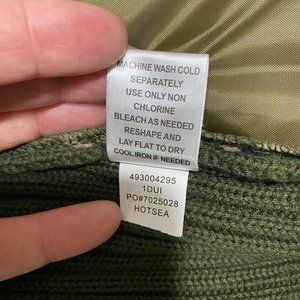 MACHINE WASH COLD
SEPARATELY
USE ONLY NON
CHLORINE
BLEACH AS NEEDED
RESHAPE AND
LAY FLAT TO DRY
COOL IRON IF NEEDED
493004295
1DUI
PO#7025028
HOTSEA